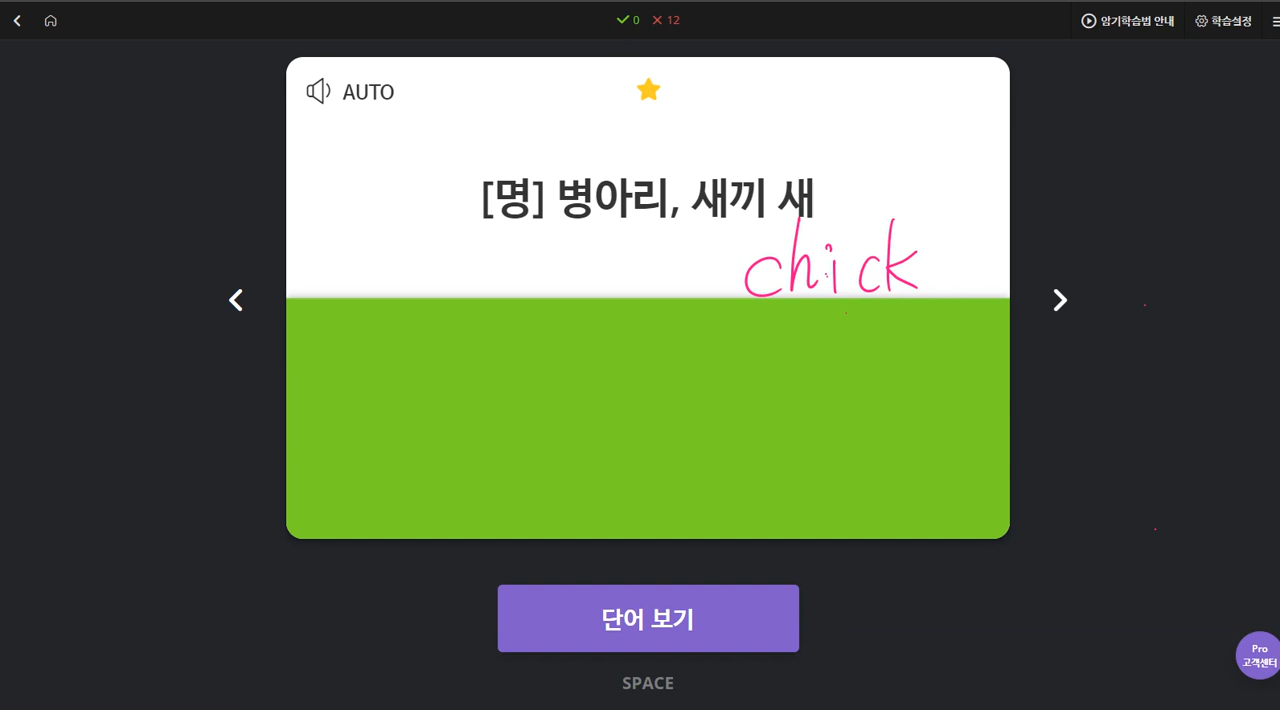 0 12 암기학습법 안내 학습설정
AUTO
[명] 병아리, 새끼 새
chick
단어 보기
SPACE
Pro
고객센터